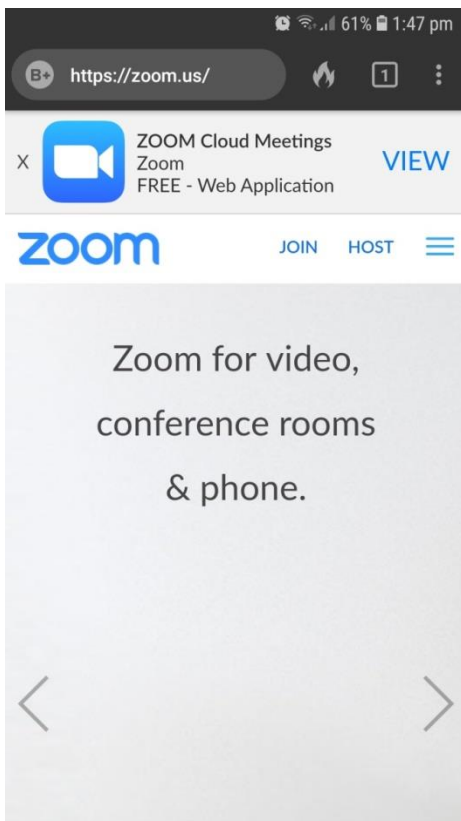 61% 1:47 pm
B+ https://zoom.us/ 1
X
ZOOM Cloud Meetings
Zoom
FREE - Web Application
VIEW
zoom JOIN HOST
Zoom for video,
conference rooms
& phone.